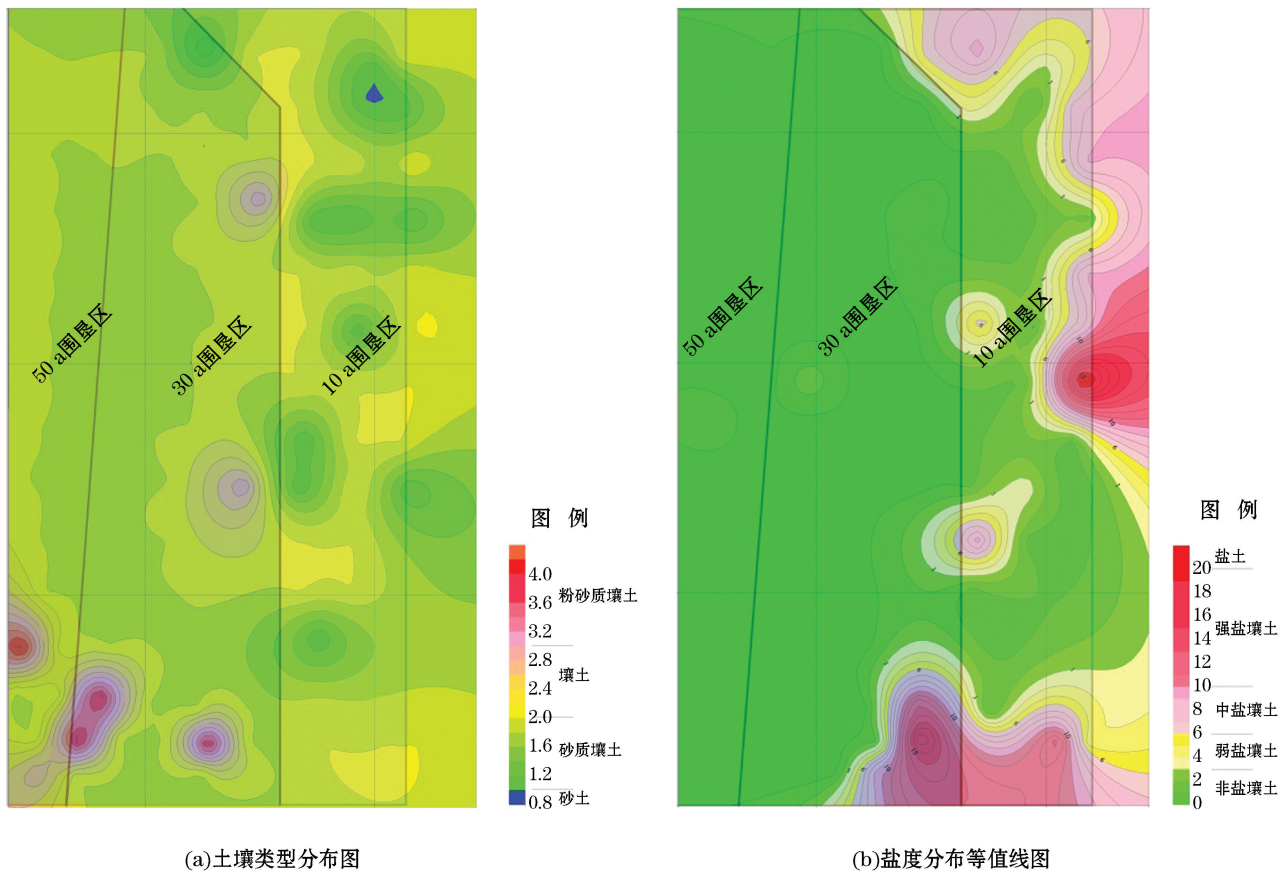 50 a围垦区
30 a围垦区
10 a围垦区
图 例
4.0
3.6
粉砂质壤土
3.2
2.8
壤土
2.4
2.0
1.6
砂质壤土
1.2
0.8
砂土
(a)土壤类型分布图
50 a围垦区
30 a围垦区
10 a围垦区
图 例
盐土
20
18
16
强盐壤土
14
12
10
8
中盐壤土
6
弱盐壤土
4
2
非盐壤土
0
(b)盐度分布等值线图